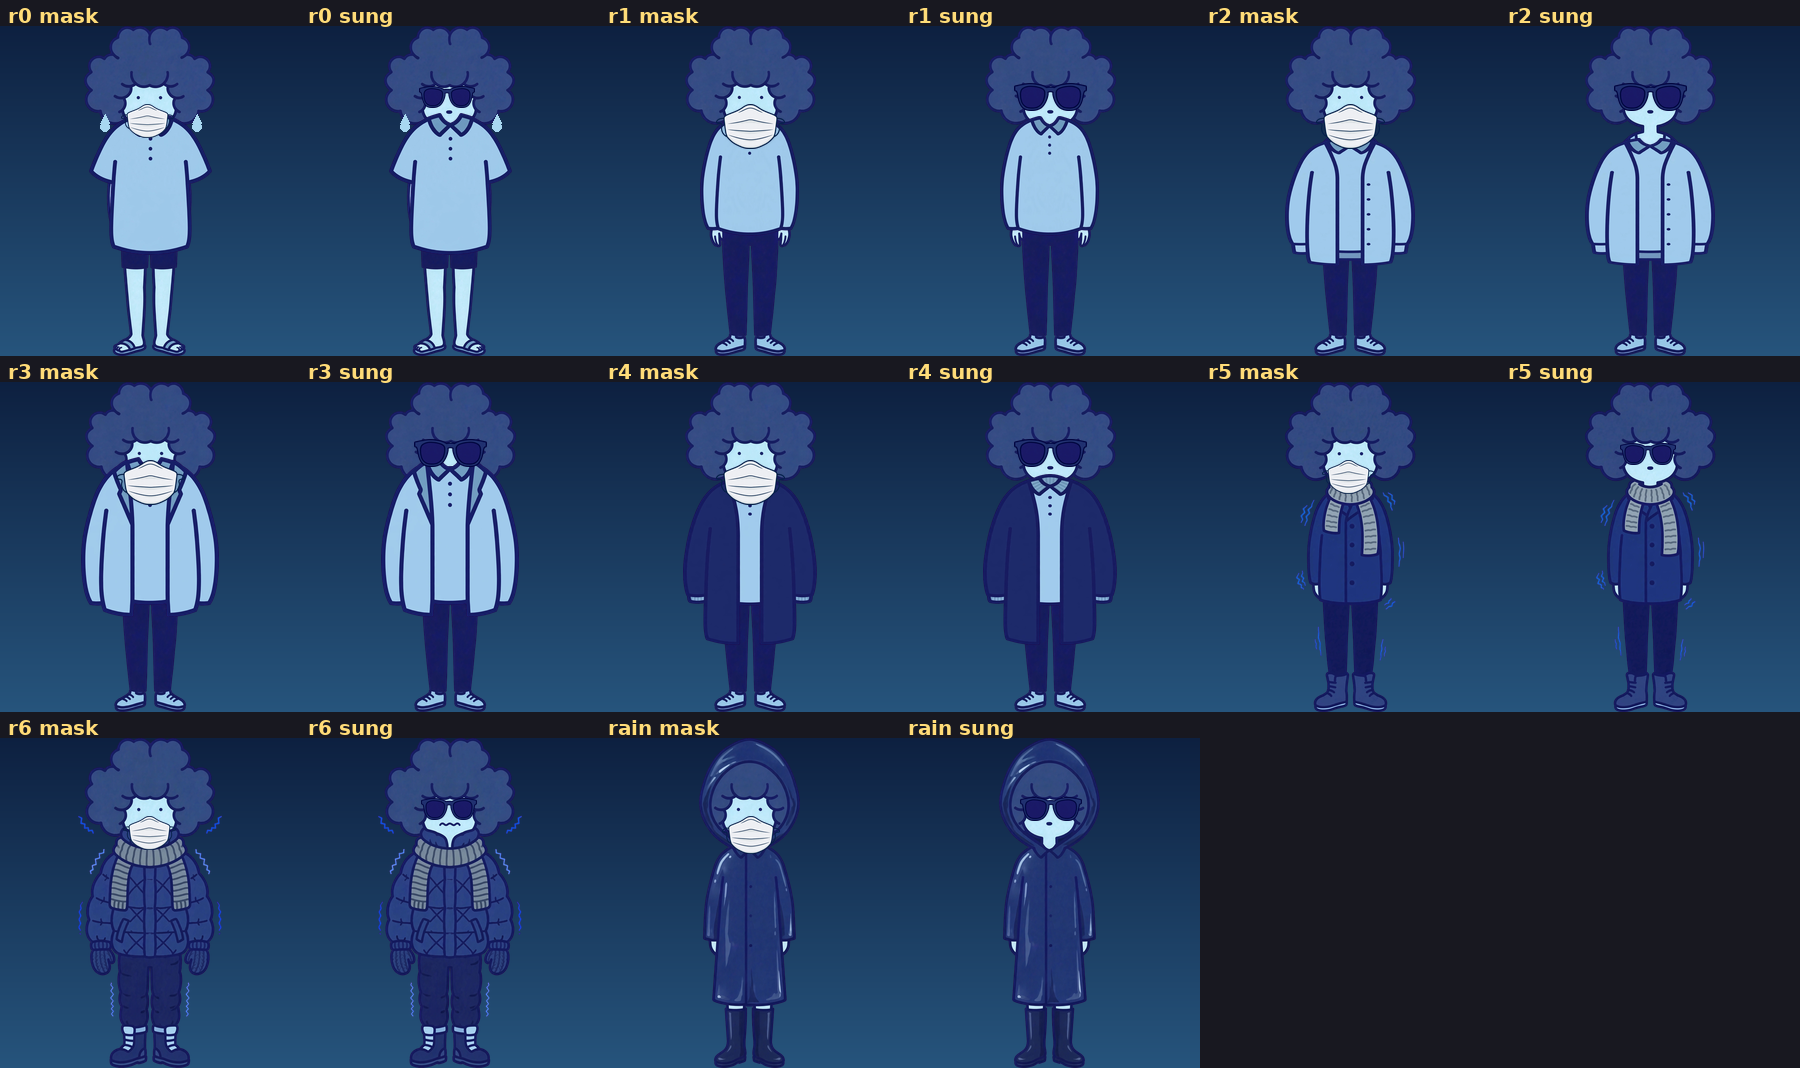 r0 mask
r0 sung
r1 mask
r1 sung
r2 mask
r2 sung
r3 mask
r3 sung
r4 mask
r4 sung
r5 mask
r5 sung
r6 mask
r6 sung
rain mask
rain sung